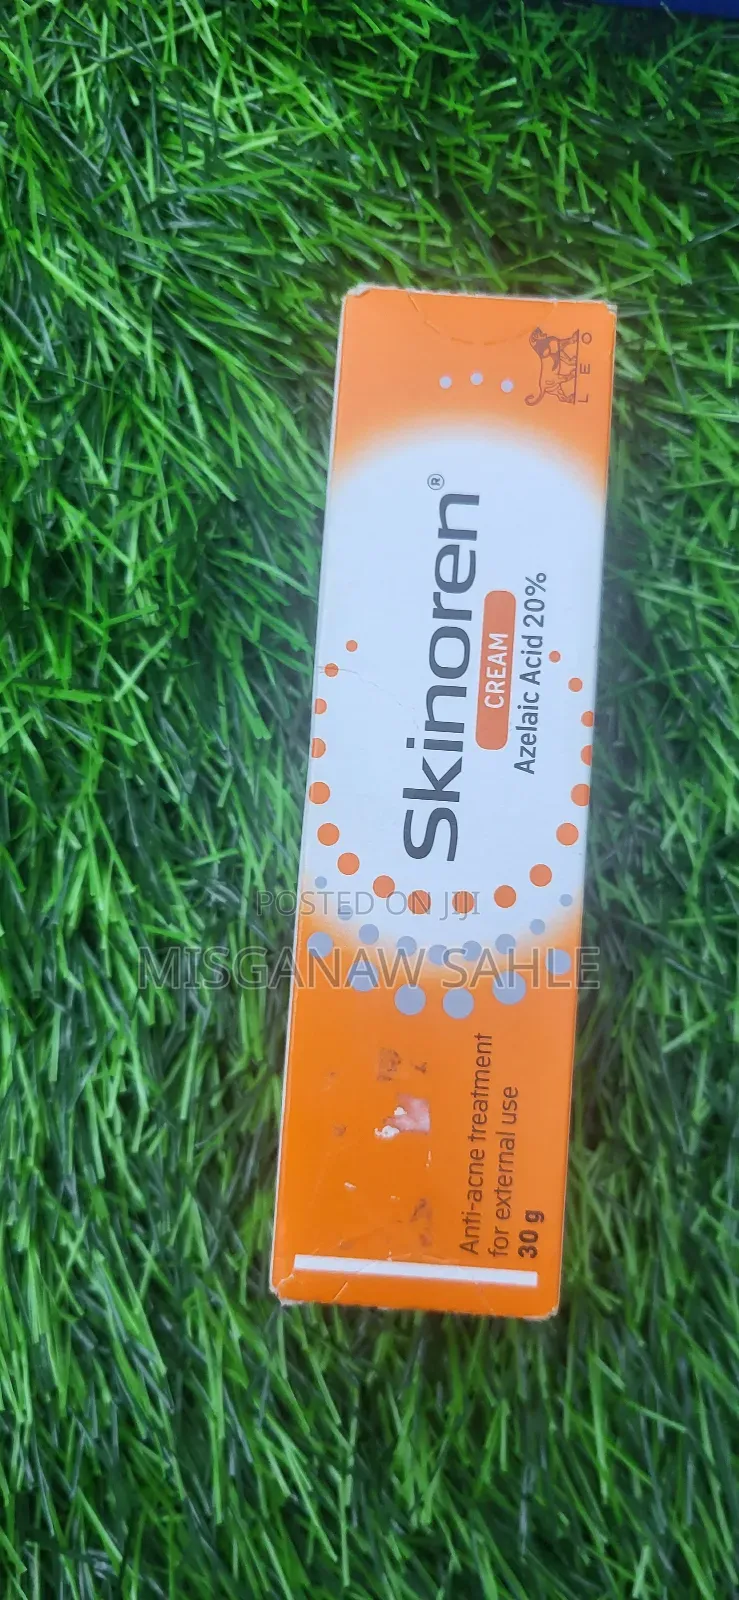 LEO
Skinoren®
CREAM
Azelaic Acid 20%
Anti-acne treatment
for external use
30 g
POSTED ON JIJI
MISGANAW SAHLE